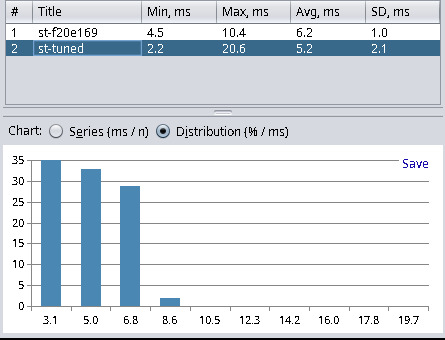 # Title Min, ms Max, ms Avg, ms SD, ms
1 st-f20e169 4.5 10.4 6.2 1.0
2 st-tuned 2.2 20.6 5.2 2.1
Chart: Series (ms / n) Distribution (% / ms)
Save
35
30
25
20
15
10
5
0
3.1 5.0 6.8 8.6 10.5 12.3 14.2 16.0 17.8 19.7